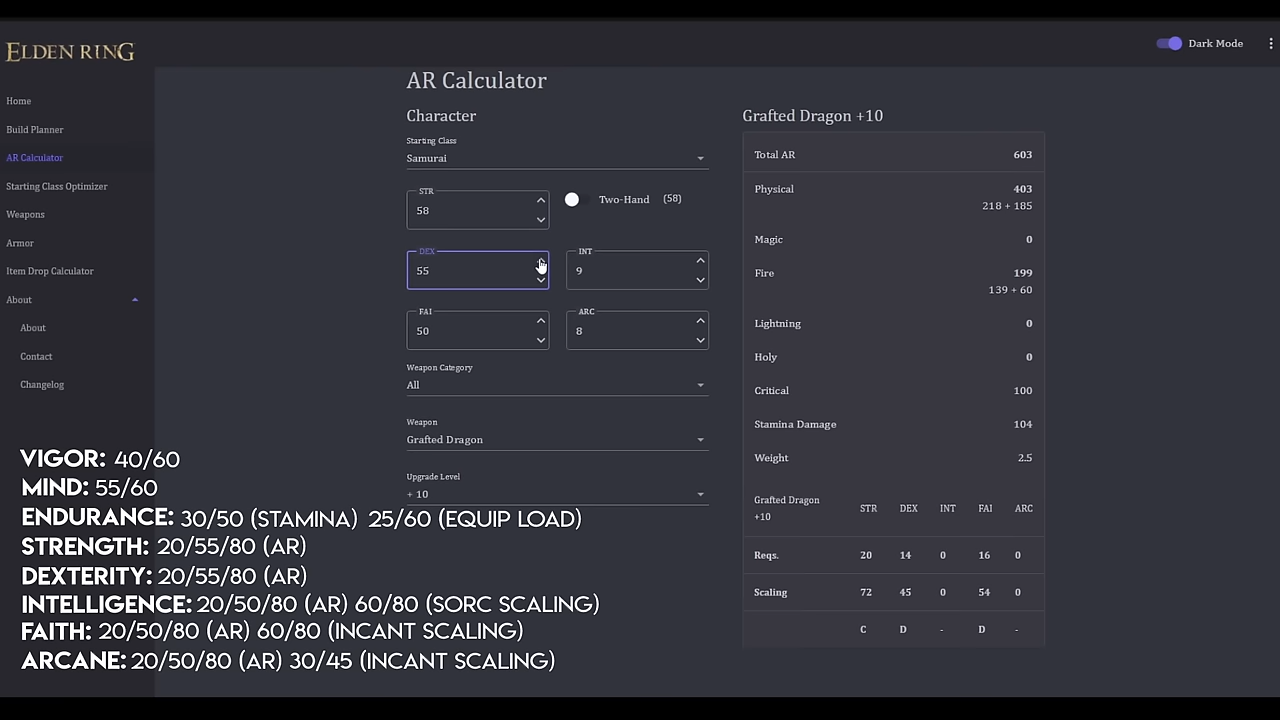 ELDEN RING
Dark Mode
Home
Build Planner
AR Calculator
Starting Class Optimizer
Weapons
Armor
Item Drop Calculator
About
About
Contact
Changelog
AR Calculator
Character
Starting Class
Samurai
STR
58
Two-Hand (58)
DEX
55
INT
9
FAI
50
ARC
8
Weapon Category
All
Weapon
Grafted Dragon
Upgrade Level
+ 10
Grafted Dragon +10
Total AR 603
Physical 403
218 + 185
Magic 0
Fire 199
139 + 60
Lightning 0
Holy 0
Critical 100
Stamina Damage 104
Weight 2.5
Grafted Dragon +10 STR DEX INT FAI ARC
Reqs. 20 14 0 16 0
Scaling 72 45 0 54 0
C D - D -
VIGOR: 40/60
MIND: 55/60
ENDURANCE: 30/50 (STAMINA) 25/60 (EQUIP LOAD)
STRENGTH: 20/55/80 (AR)
DEXTERITY: 20/55/80 (AR)
INTELLIGENCE: 20/50/80 (AR) 60/80 (SORC SCALING)
FAITH: 20/50/80 (AR) 60/80 (INCANT SCALING)
ARCANE: 20/50/80 (AR) 30/45 (INCANT SCALING)